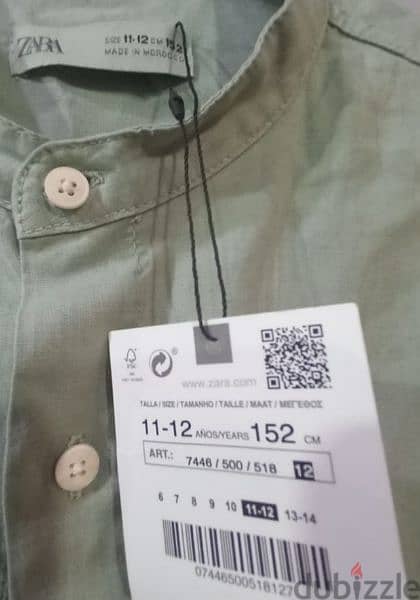 ZARA
SIZE 11-12 CM 152
MADE IN MOROCCO
FSC
www.zara.com
TALLA / SIZE / TAMANHO / TAILLE / MAAT / ΜΕΓΕΘΟΣ
11-12 AÑOS/YEARS 152 CM
ART.: 7446 / 500 / 518 12
6 7 8 9 10 11-12 13-14
07446500518127
dubizzle